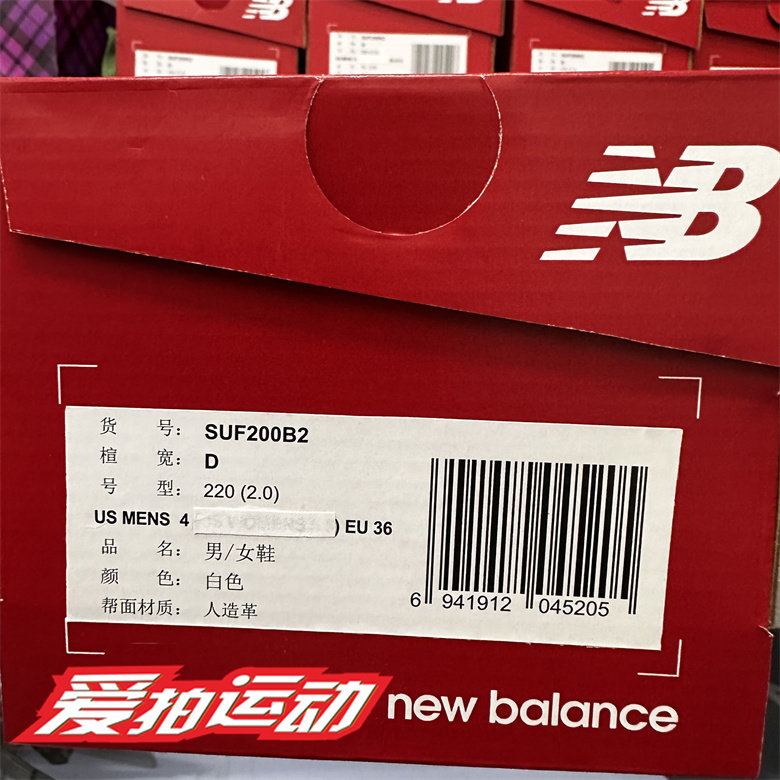 NB
NB
NB
货 号: SUF200B2
楦 宽: D
号 型: 220 (2.0)
US MENS 4 ) EU 36
品 名: 男/女鞋
颜 色: 白色
帮面材质: 人造革
6 941912 045205
爱拍运动
new balance